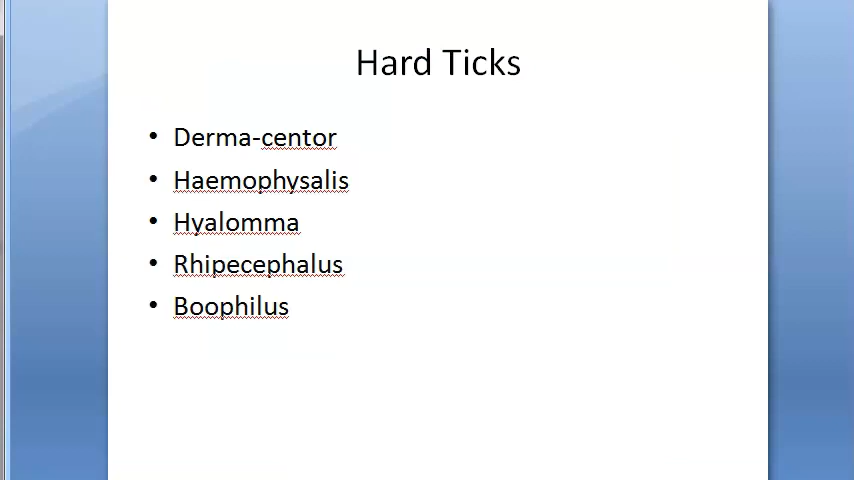 Hard Ticks
• Derma-centor
• Haemophysalis
• Hyalomma
• Rhipecephalus
• Boophilus